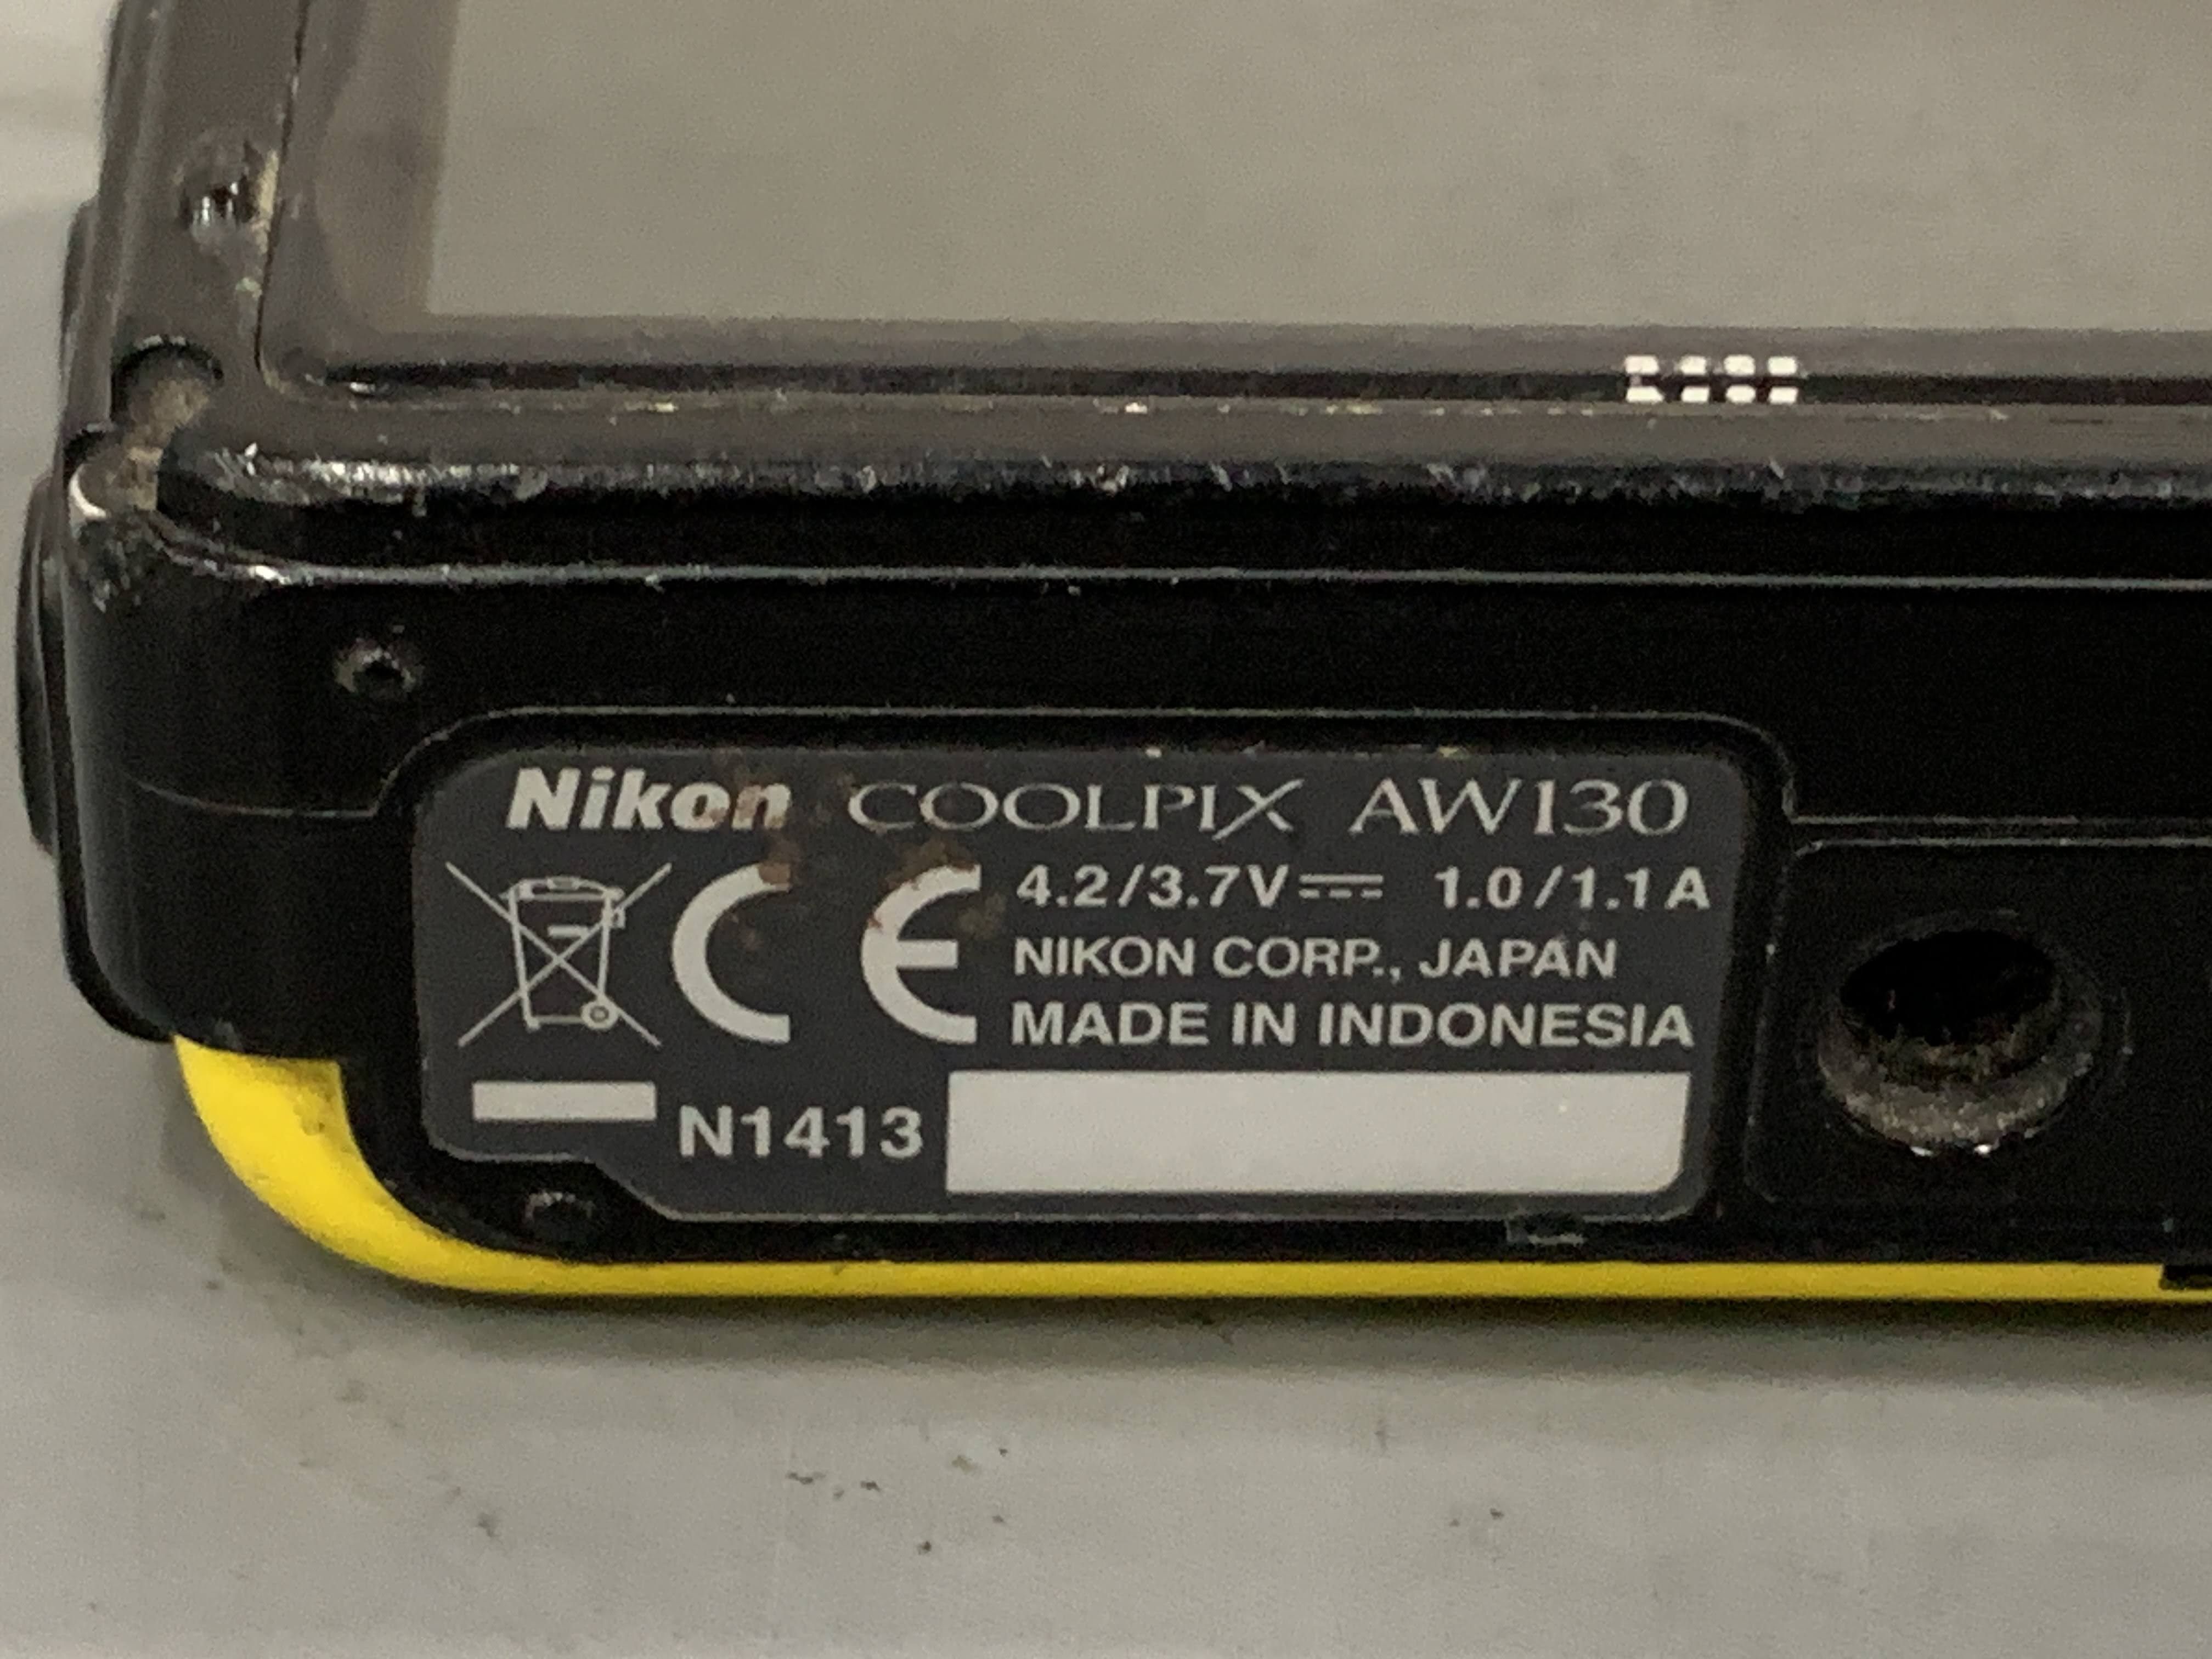 Nikon COOLPIX AW130
CE 4.2/3.7V 1.0/1.1A
NIKON CORP., JAPAN
MADE IN INDONESIA
N1413